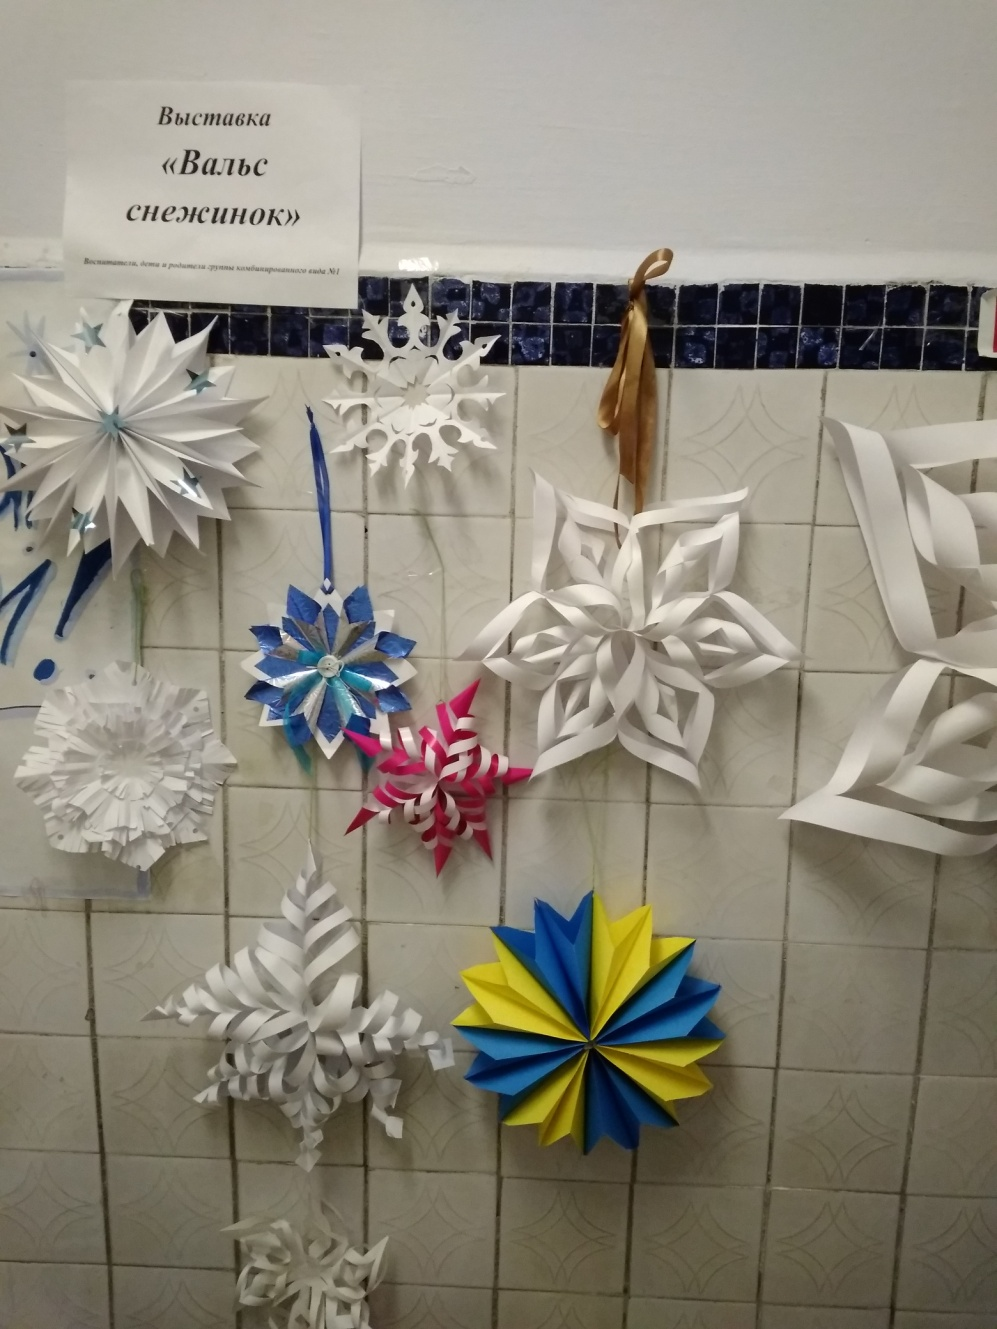 Выставка
«Вальс
снежинок»
Воспитатели, дети и родители группы комбинированного вида №1